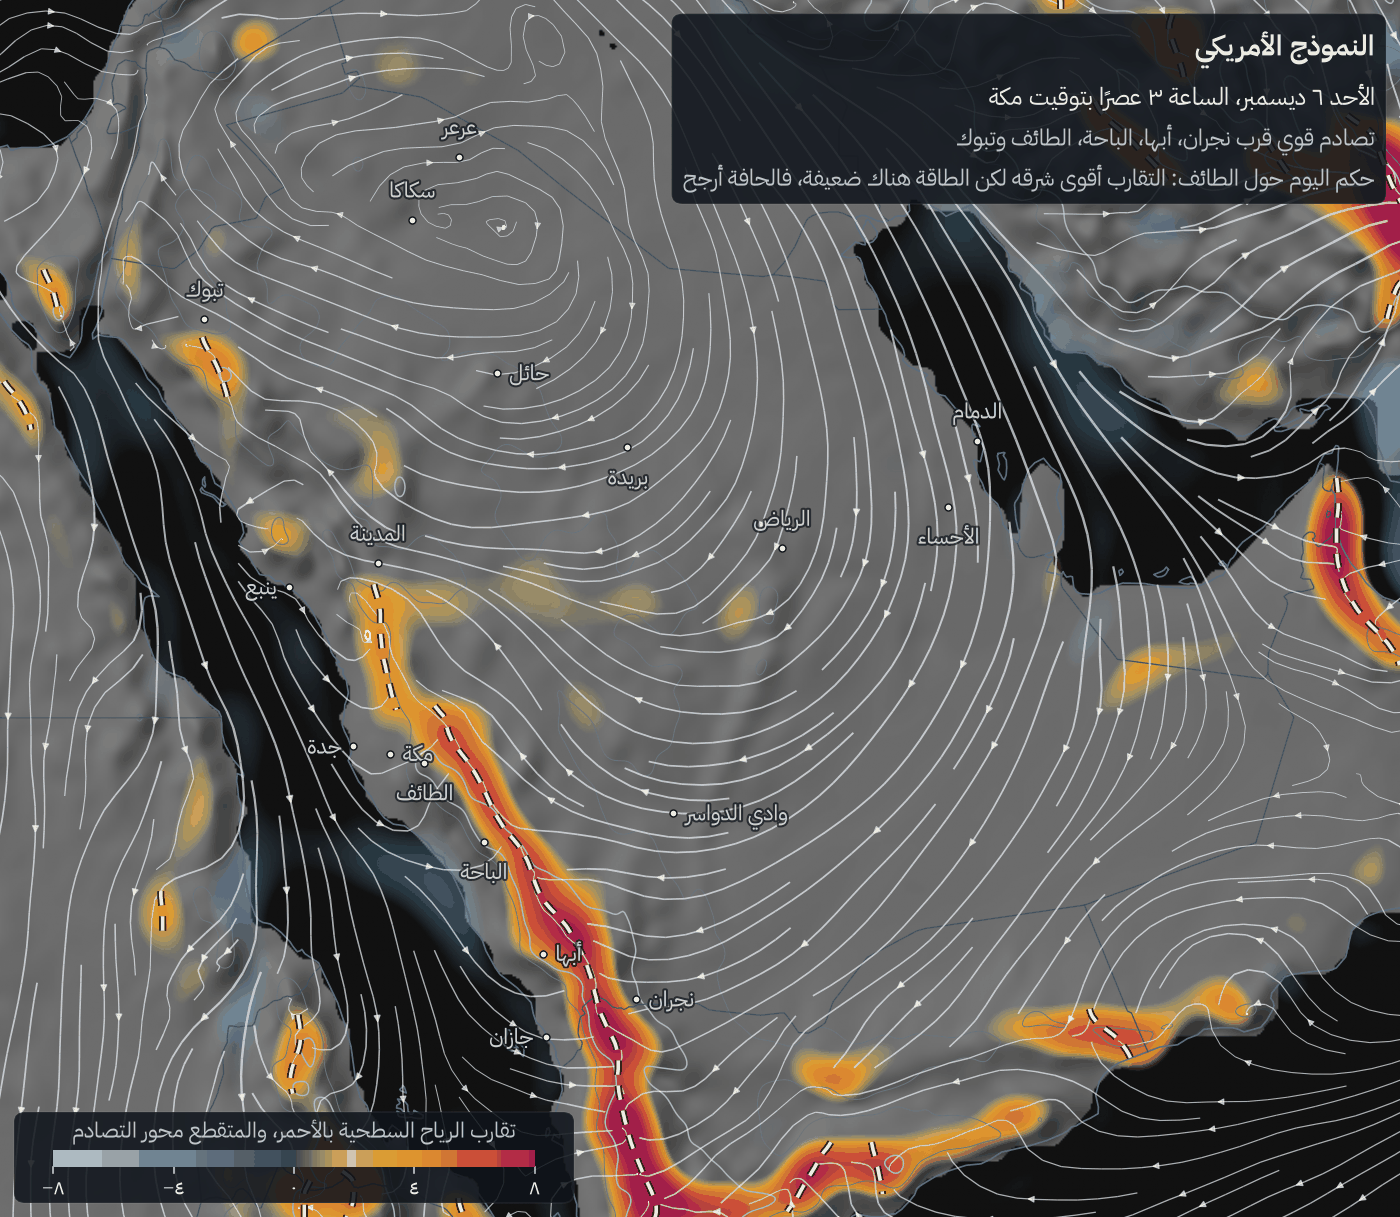 النموذج الأمريكي
الأحد ٦ ديسمبر، الساعة ٣ عصرًا بتوقيت مكة
تصادم قوي قرب نجران، أبها، الباحة، الطائف وتبوك
حكم اليوم حول الطائف: التقارب أقوى شرقه لكن الطاقة هناك ضعيفة، فالحافة أرجح
عرعر
سكاكا
تبوك
حائل
الدمام
بريدة
الرياض
الأحساء
المدينة
ينبع
جدة
مكة
الطائف
وادي الدواسر
الباحة
أبها
نجران
جازان
تقارب الرياح السطحية بالأحمر، والمتقطع محور التصادم
−٨ −٤ ٠ ٤ ٨